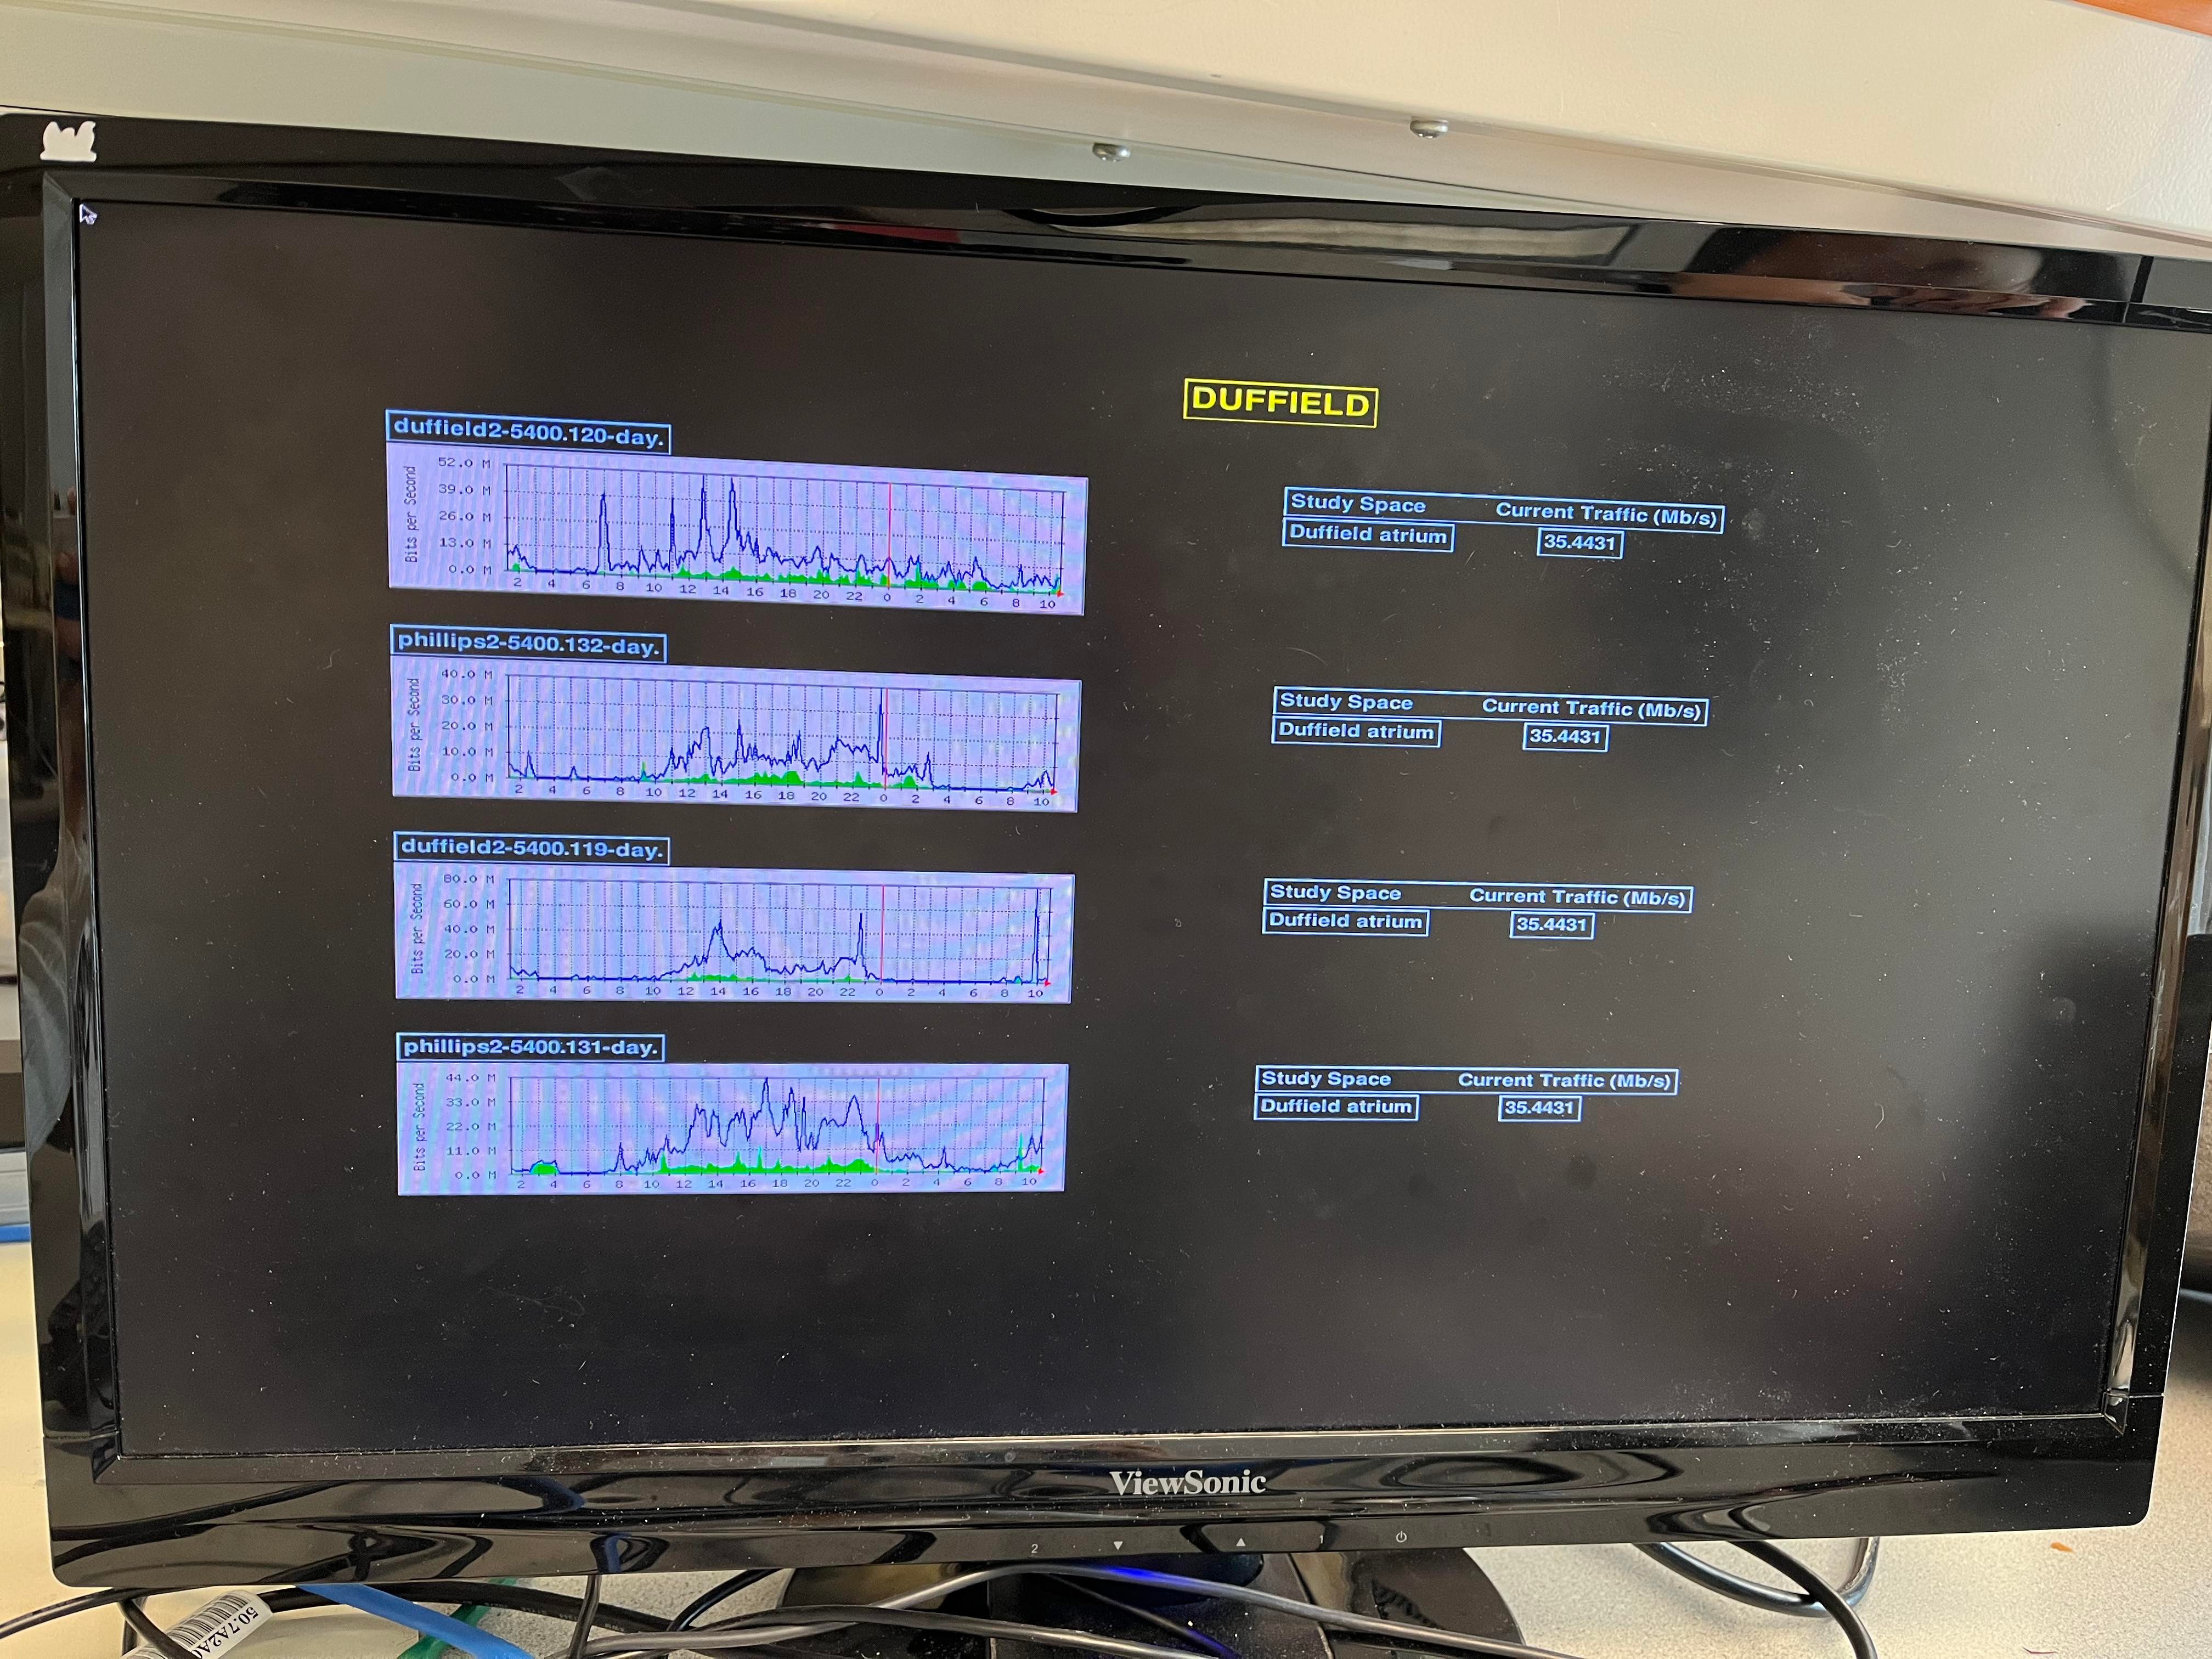 DUFFIELD
duffield2-5400.120-day.
Bits per Second
52.0 M
39.0 M
26.0 M
13.0 M
0.0 M
2 4 6 8 10 12 14 16 18 20 22 0 2 4 6 8 10
Study Space Current Traffic (Mb/s)
Duffield atrium 35.4431
phillips2-5400.132-day.
Bits per Second
40.0 M
30.0 M
20.0 M
10.0 M
0.0 M
2 4 6 8 10 12 14 16 18 20 22 0 2 4 6 8 10
Study Space Current Traffic (Mb/s)
Duffield atrium 35.4431
duffield2-5400.119-day.
Bits per Second
80.0 M
60.0 M
40.0 M
20.0 M
0.0 M
2 4 6 8 10 12 14 16 18 20 22 0 2 4 6 8 10
Study Space Current Traffic (Mb/s)
Duffield atrium 35.4431
phillips2-5400.131-day.
Bits per Second
44.0 M
33.0 M
22.0 M
11.0 M
0.0 M
2 4 6 8 10 12 14 16 18 20 22 0 2 4 6 8 10
Study Space Current Traffic (Mb/s)
Duffield atrium 35.4431
ViewSonic
2 ▼ ▲ 1